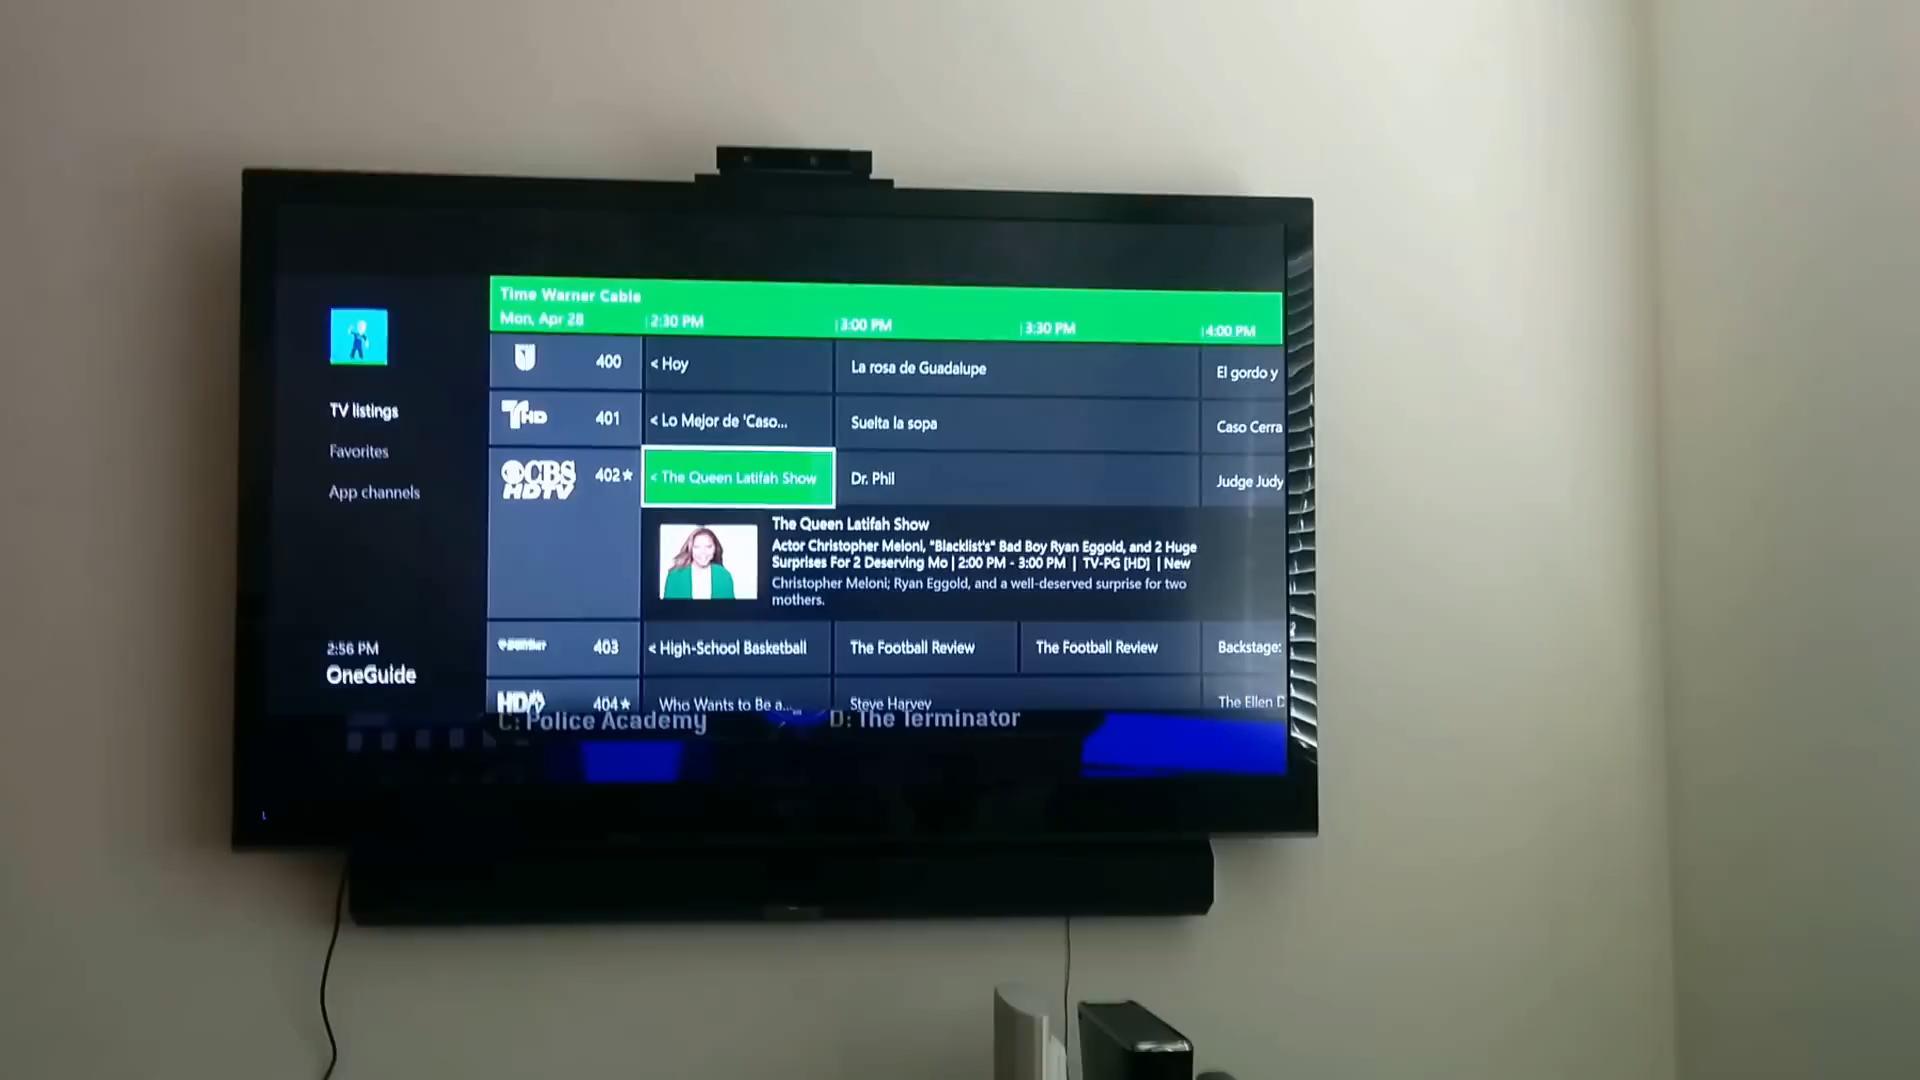 Time Warner Cable
Mon, Apr 28
2:30 PM
3:00 PM
3:30 PM
4:00 PM
400
< Hoy
La rosa de Guadalupe
El gordo y
HD
401
< Lo Mejor de 'Caso...
Suelta la sopa
Caso Cerra
CBS
HDTV
402★
< The Queen Latifah Show
Dr. Phil
Judge Judy
The Queen Latifah Show
Actor Christopher Meloni, "Blacklist's" Bad Boy Ryan Eggold, and 2 Huge
Surprises For 2 Deserving Mo | 2:00 PM - 3:00 PM | TV-PG [HD] | New
Christopher Meloni; Ryan Eggold, and a well-deserved surprise for two
mothers.
403
< High-School Basketball
The Football Review
The Football Review
Backstage:
HD
404★
Who Wants to Be a...
Steve Harvey
The Ellen D
TV listings
Favorites
App channels
2:56 PM
OneGuide
C: Police Academy
D: The Terminator